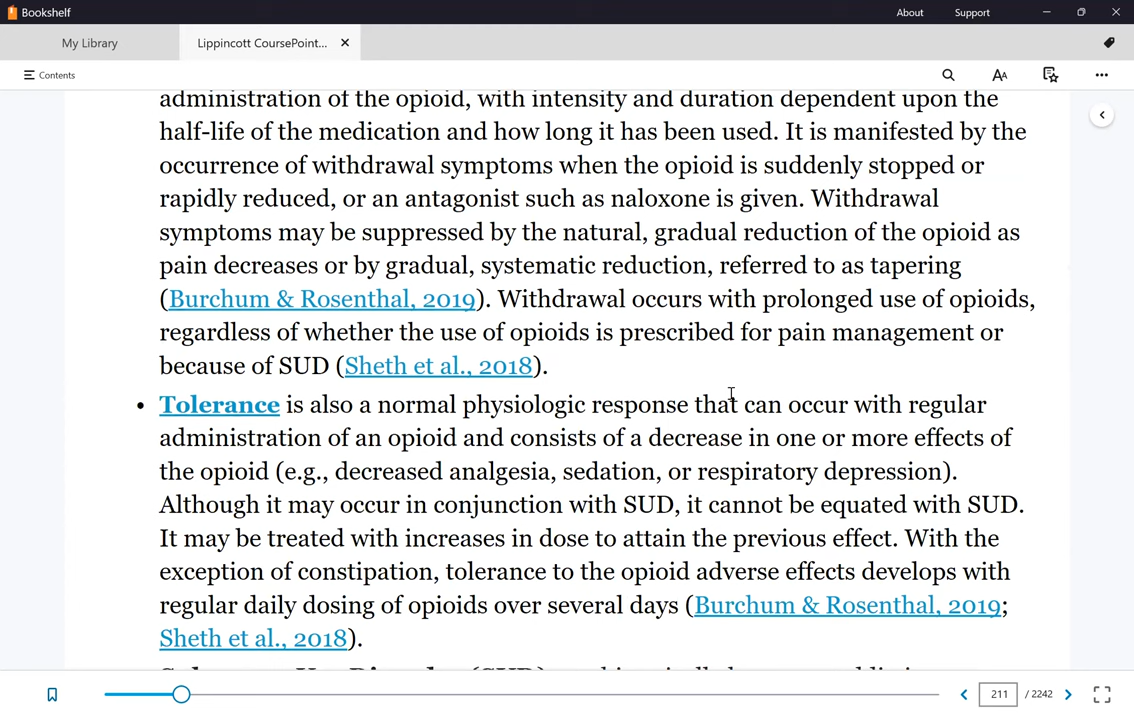 Bookshelf
About
Support
My Library
Lippincott CoursePoint...
Contents
administration of the opioid, with intensity and duration dependent upon the
half-life of the medication and how long it has been used. It is manifested by the
occurrence of withdrawal symptoms when the opioid is suddenly stopped or
rapidly reduced, or an antagonist such as naloxone is given. Withdrawal
symptoms may be suppressed by the natural, gradual reduction of the opioid as
pain decreases or by gradual, systematic reduction, referred to as tapering
(Burchum & Rosenthal, 2019). Withdrawal occurs with prolonged use of opioids,
regardless of whether the use of opioids is prescribed for pain management or
because of SUD (Sheth et al., 2018).
• Tolerance is also a normal physiologic response that can occur with regular
administration of an opioid and consists of a decrease in one or more effects of
the opioid (e.g., decreased analgesia, sedation, or respiratory depression).
Although it may occur in conjunction with SUD, it cannot be equated with SUD.
It may be treated with increases in dose to attain the previous effect. With the
exception of constipation, tolerance to the opioid adverse effects develops with
regular daily dosing of opioids over several days (Burchum & Rosenthal, 2019;
Sheth et al., 2018).
211 / 2242